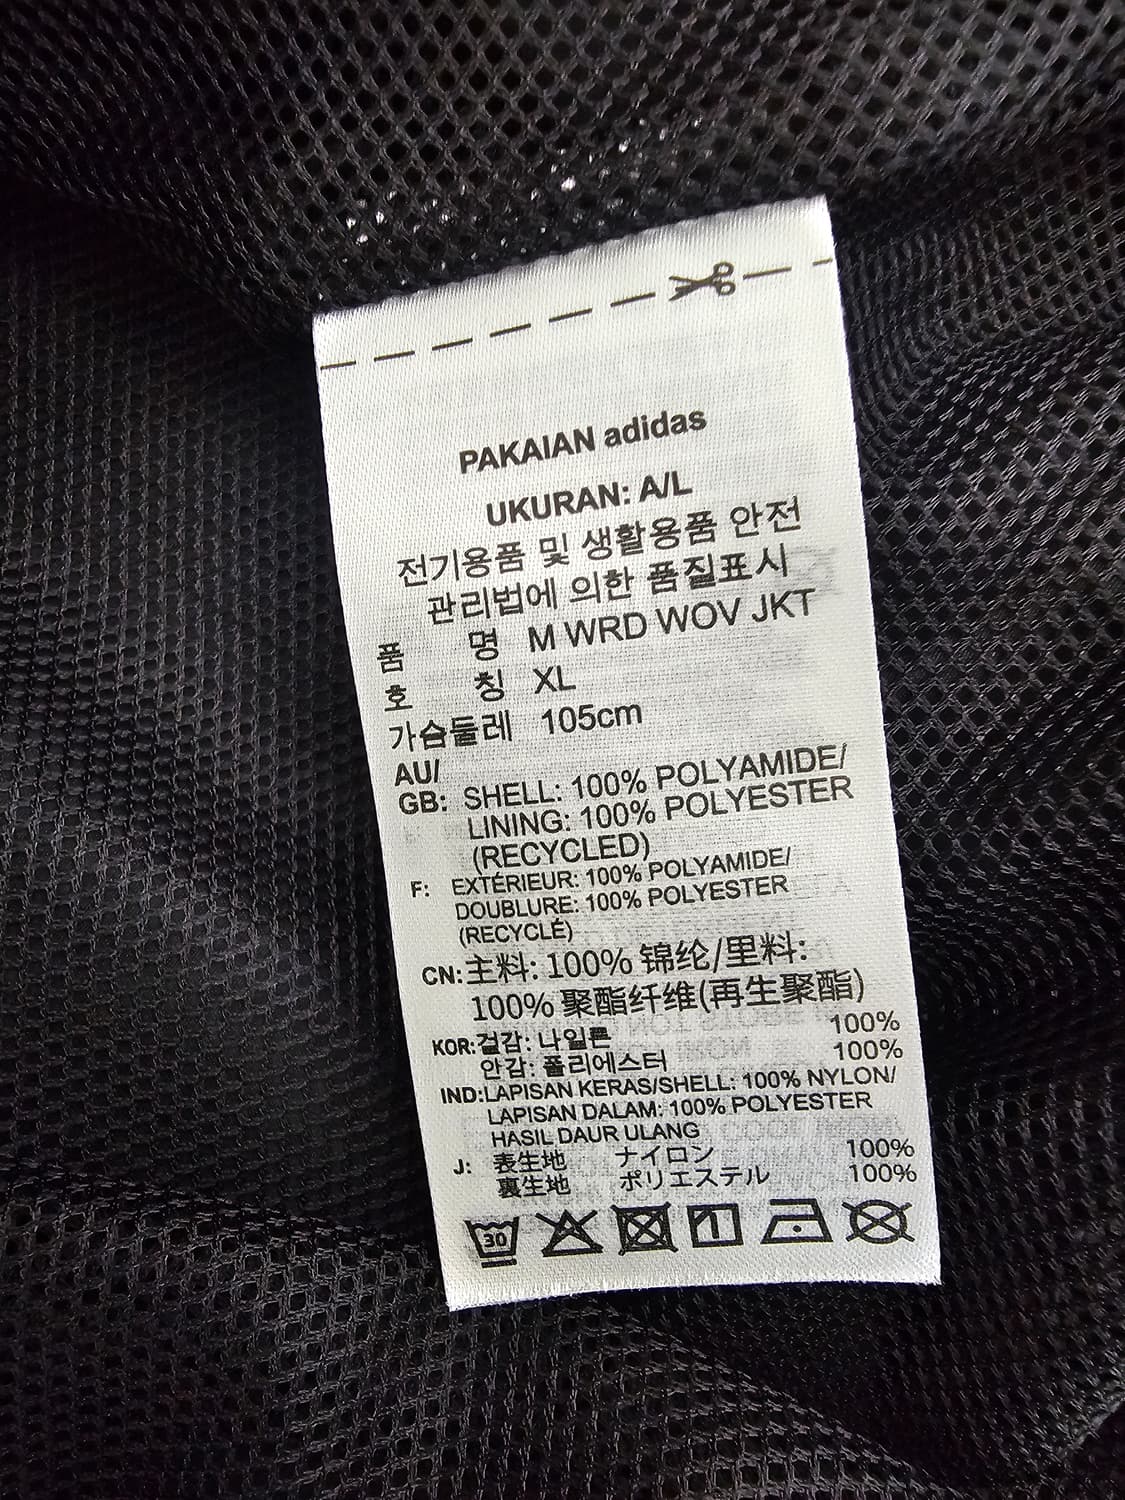 PAKAIAN adidas
UKURAN: A/L
전기용품 및 생활용품 안전
관리법에 의한 품질표시
품 명 M WRD WOV JKT
호 칭 XL
가슴둘레 105cm
AU/
GB: SHELL: 100% POLYAMIDE/
LINING: 100% POLYESTER
(RECYCLED)
F: EXTÉRIEUR: 100% POLYAMIDE/
DOUBLURE: 100% POLYESTER
(RECYCLÉ)
CN: 主料: 100% 锦纶/里料:
100% 聚酯纤维(再生聚酯)
KOR: 겉감: 나일론 100%
안감: 폴리에스터 100%
IND: LAPISAN KERAS/SHELL: 100% NYLON/
LAPISAN DALAM: 100% POLYESTER
HASIL DAUR ULANG
J: 表生地 ナイロン 100%
裏生地 ポリエステル 100%
30